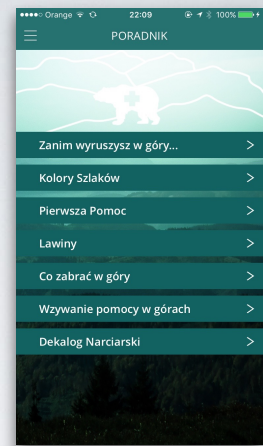 Orange 22:09 100%
PORADNIK
Zanim wyruszysz w góry...
Kolory Szlaków
Pierwsza Pomoc
Lawiny
Co zabrać w góry
Wzywanie pomocy w górach
Dekalog Narciarski